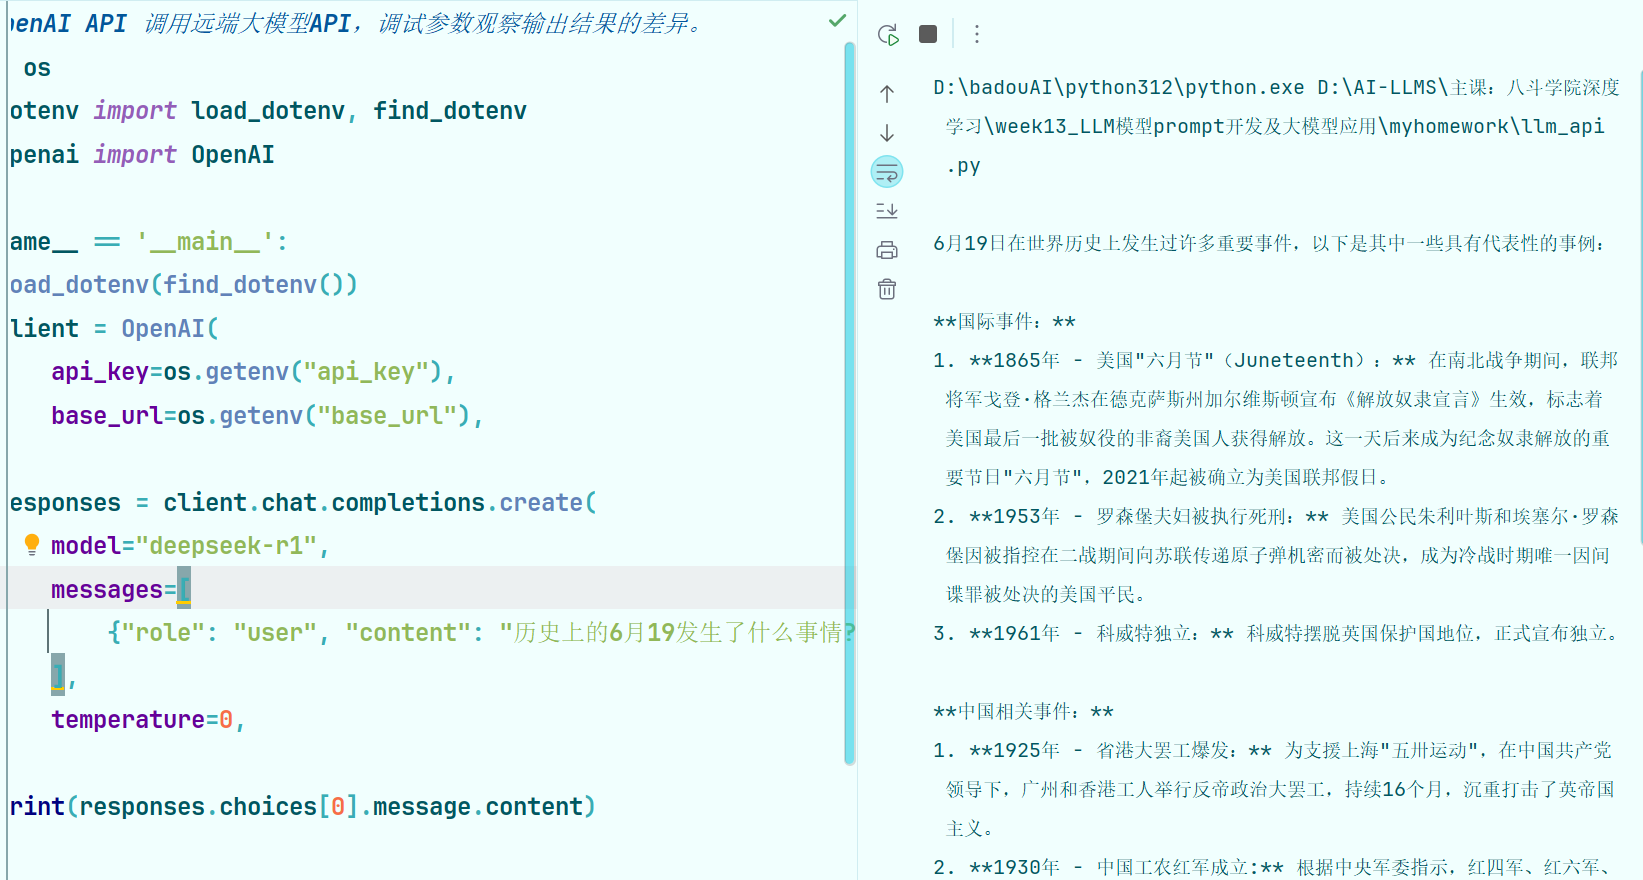 enAI API 调用远端大模型API，调试参数观察输出结果的差异。
os
otenv import load_dotenv, find_dotenv
penai import OpenAI
ame__ == '__main__':
oad_dotenv(find_dotenv())
lient = OpenAI(
api_key=os.getenv("api_key"),
base_url=os.getenv("base_url"),
esponses = client.chat.completions.create(
model="deepseek-r1",
messages=[
{"role": "user", "content": "历史上的6月19发生了什么事情?
],
temperature=0,
rint(responses.choices[0].message.content)
D:\badouAI\python312\python.exe D:\AI-LLMS\主课：八斗学院深度
学习\week13_LLM模型prompt开发及大模型应用\myhomework\llm_api
.py
6月19日在世界历史上发生过许多重要事件，以下是其中一些具有代表性的事例：
**国际事件：**
1. **1865年 - 美国"六月节"（Juneteenth）：** 在南北战争期间，联邦
将军戈登·格兰杰在德克萨斯州加尔维斯顿宣布《解放奴隶宣言》生效，标志着
美国最后一批被奴役的非裔美国人获得解放。这一天后来成为纪念奴隶解放的重
要节日"六月节"，2021年起被确立为美国联邦假日。
2. **1953年 - 罗森堡夫妇被执行死刑：** 美国公民朱利叶斯和埃塞尔·罗森
堡因被指控在二战期间向苏联传递原子弹机密而被处决，成为冷战时期唯一因间
谍罪被处决的美国平民。
3. **1961年 - 科威特独立：** 科威特摆脱英国保护国地位，正式宣布独立。
**中国相关事件：**
1. **1925年 - 省港大罢工爆发：** 为支援上海"五卅运动"，在中国共产党
领导下，广州和香港工人举行反帝政治大罢工，持续16个月，沉重打击了英帝国
主义。
2. **1930年 - 中国工农红军成立:** 根据中央军委指示，红四军、红六军、